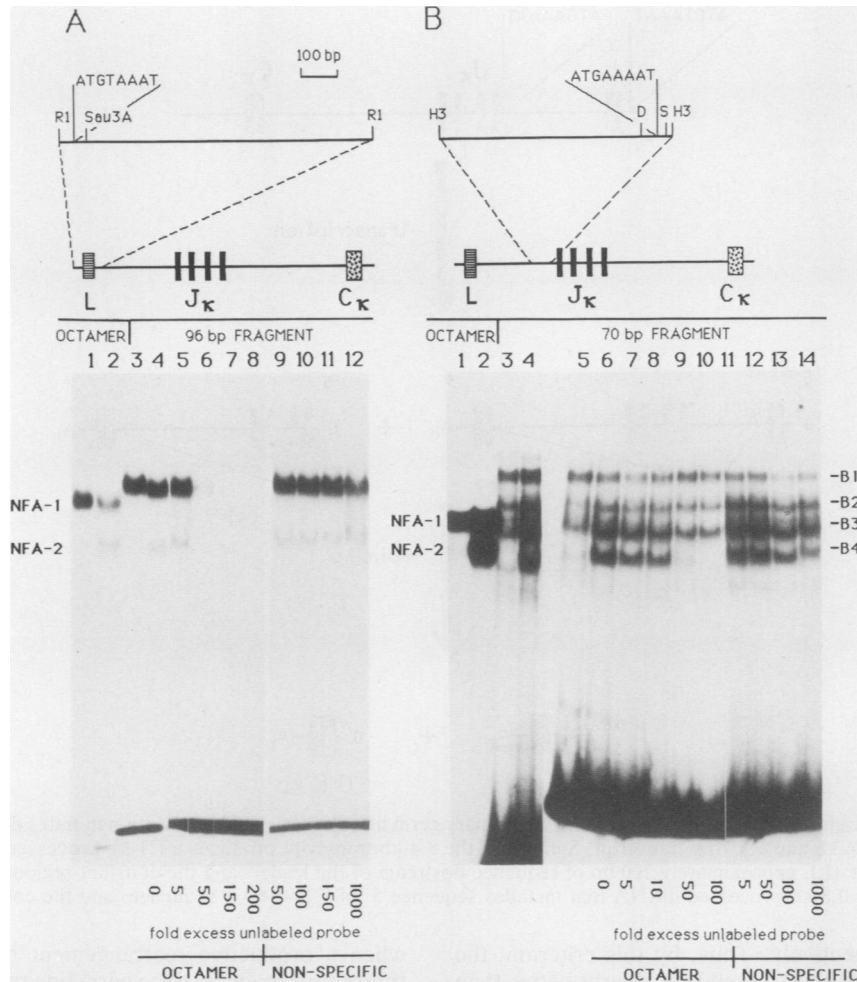 A
ATGTAAAT
100 bp
R1
Sau3A
R1
L
Jκ
Cκ
OCTAMER
96 bp FRAGMENT
1 2 3 4 5 6 7 8 9 10 11 12
NFA-1
NFA-2
0 5 50 150 200 50 100 150 1000
fold excess unlabeled probe
OCTAMER
NON-SPECIFIC
B
ATGAAAAT
H3
D
S
H3
L
Jκ
Cκ
OCTAMER
70 bp FRAGMENT
1 2 3 4 5 6 7 8 9 10 11 12 13 14
NFA-1
NFA-2
-B1
-B2
-B3
-B4
0 5 10 50 100 5 50 100 1000
fold excess unlabeled probe
OCTAMER
NON-SPECIFIC